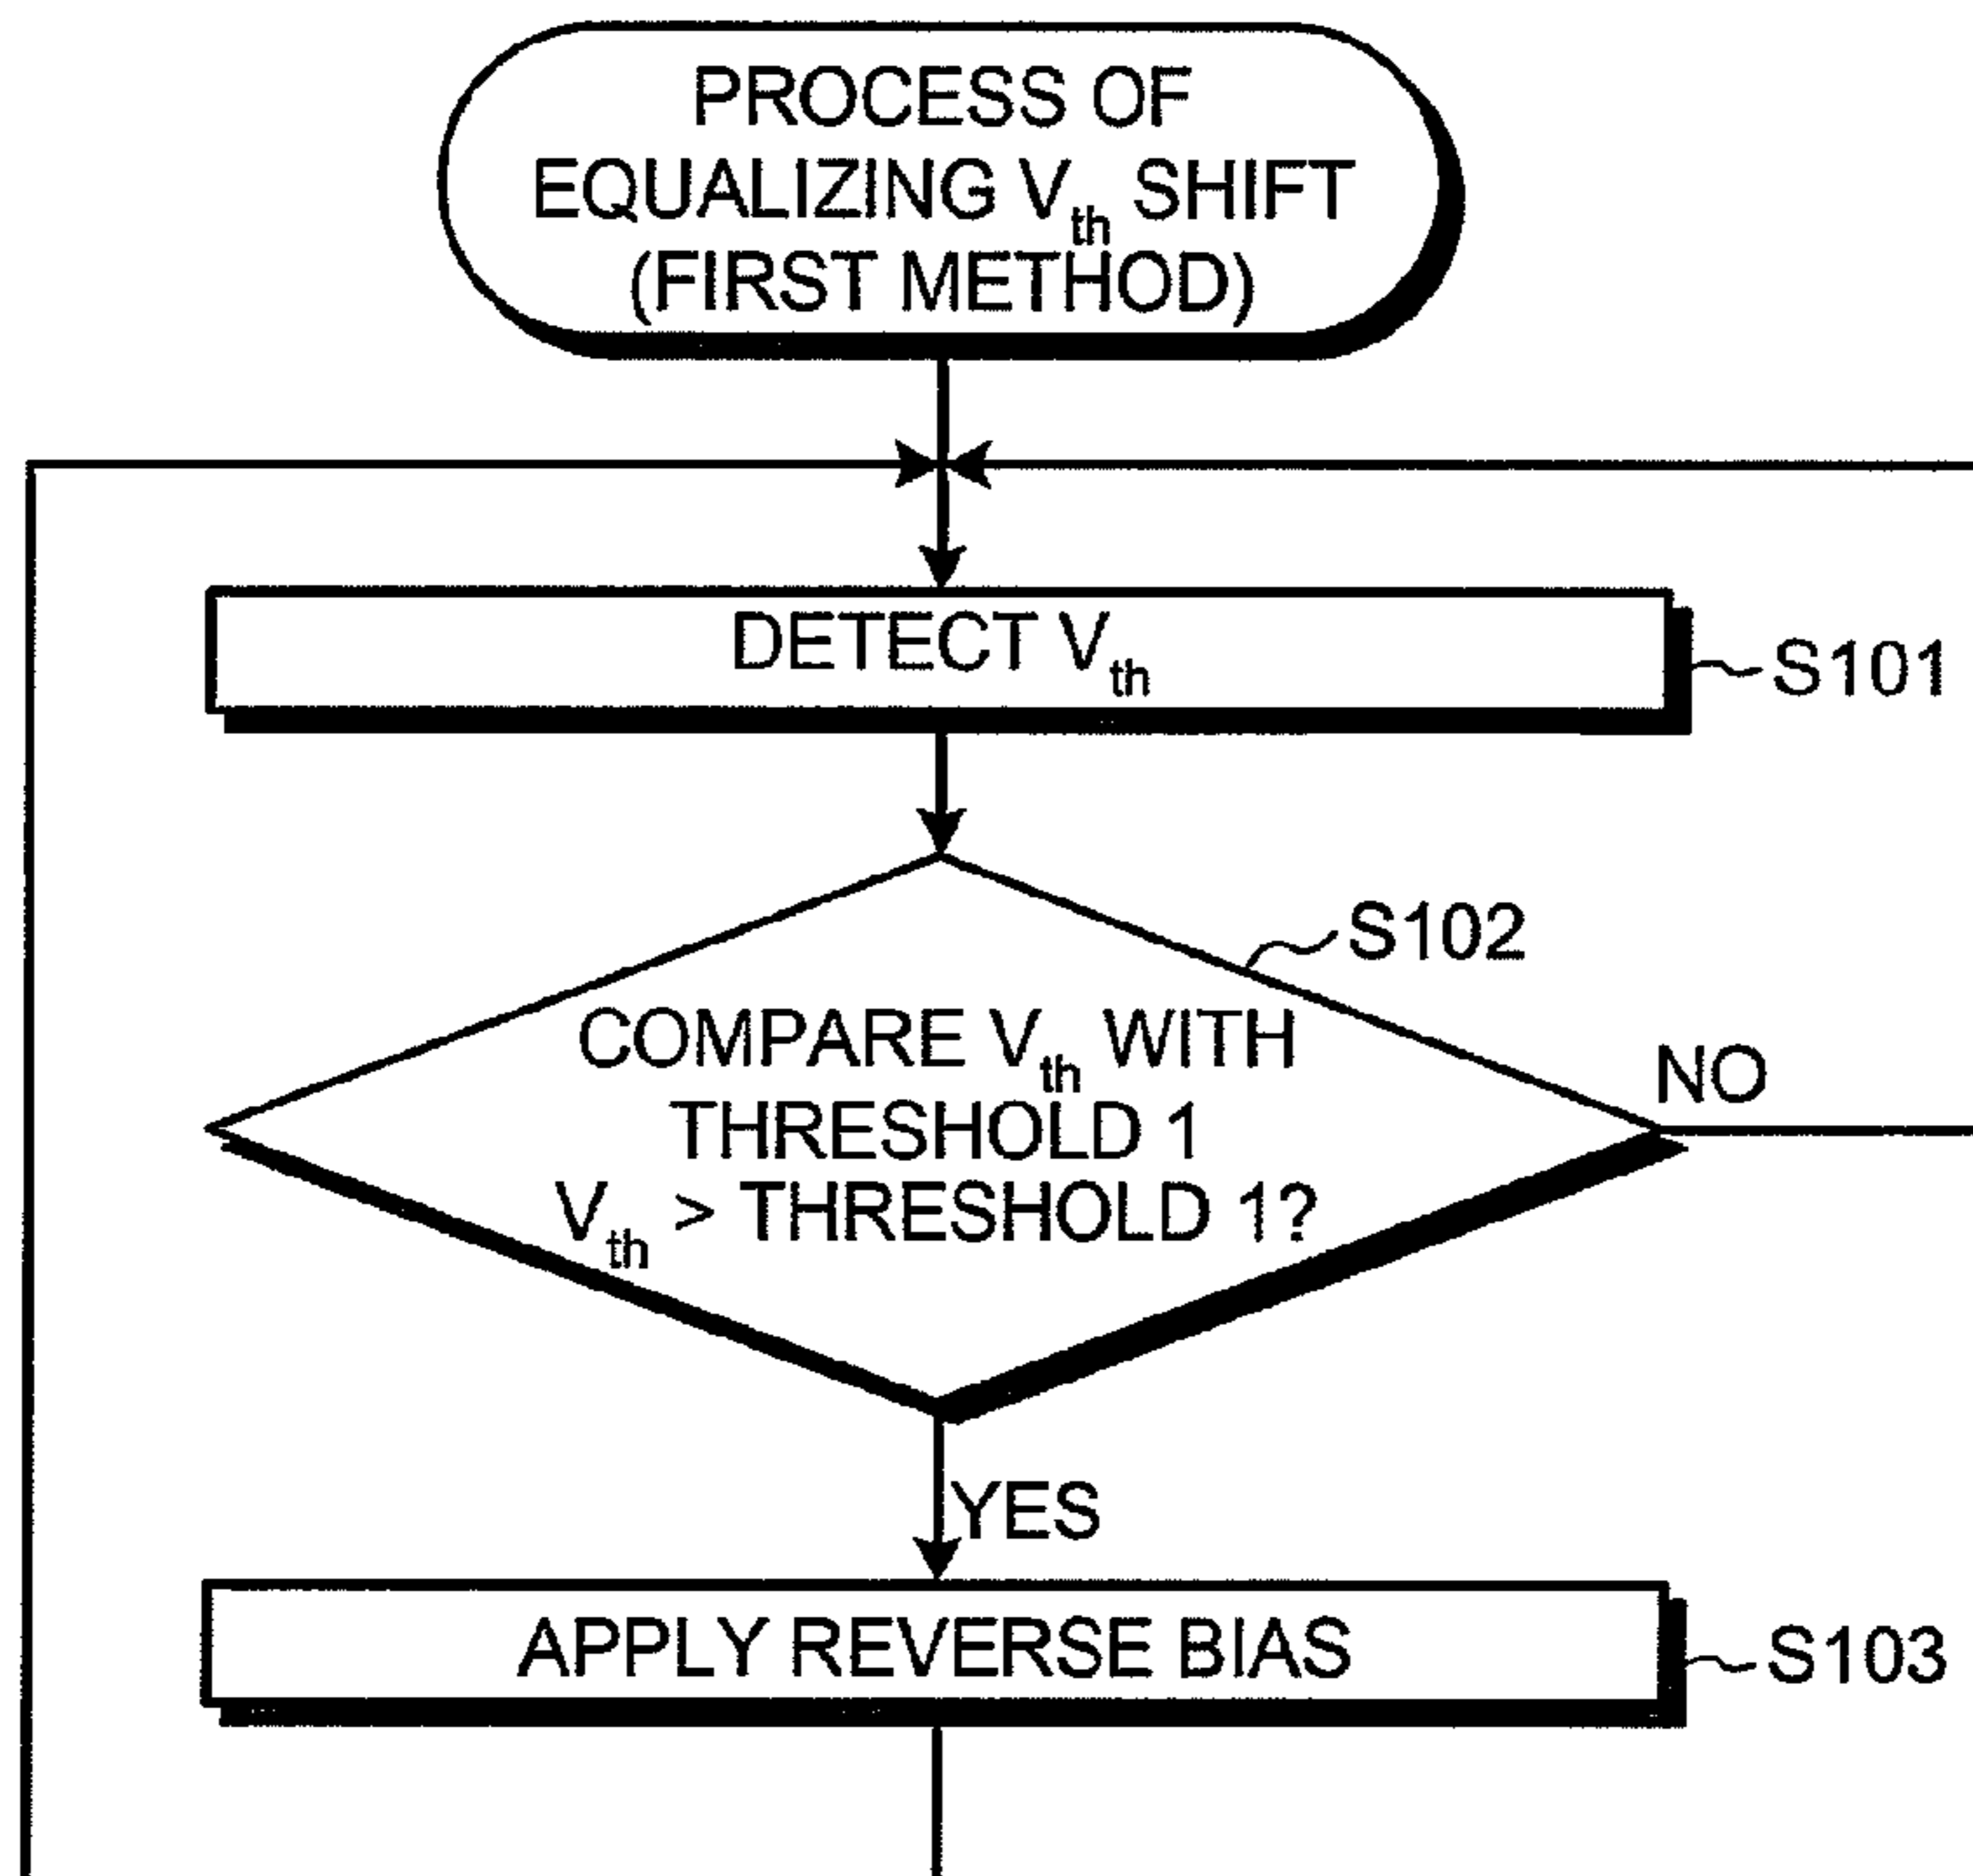 PROCESS OF
EQUALIZING Vth SHIFT
(FIRST METHOD)
DETECT Vth
S101
S102
COMPARE Vth WITH
THRESHOLD 1
Vth > THRESHOLD 1?
NO
YES
APPLY REVERSE BIAS
S103